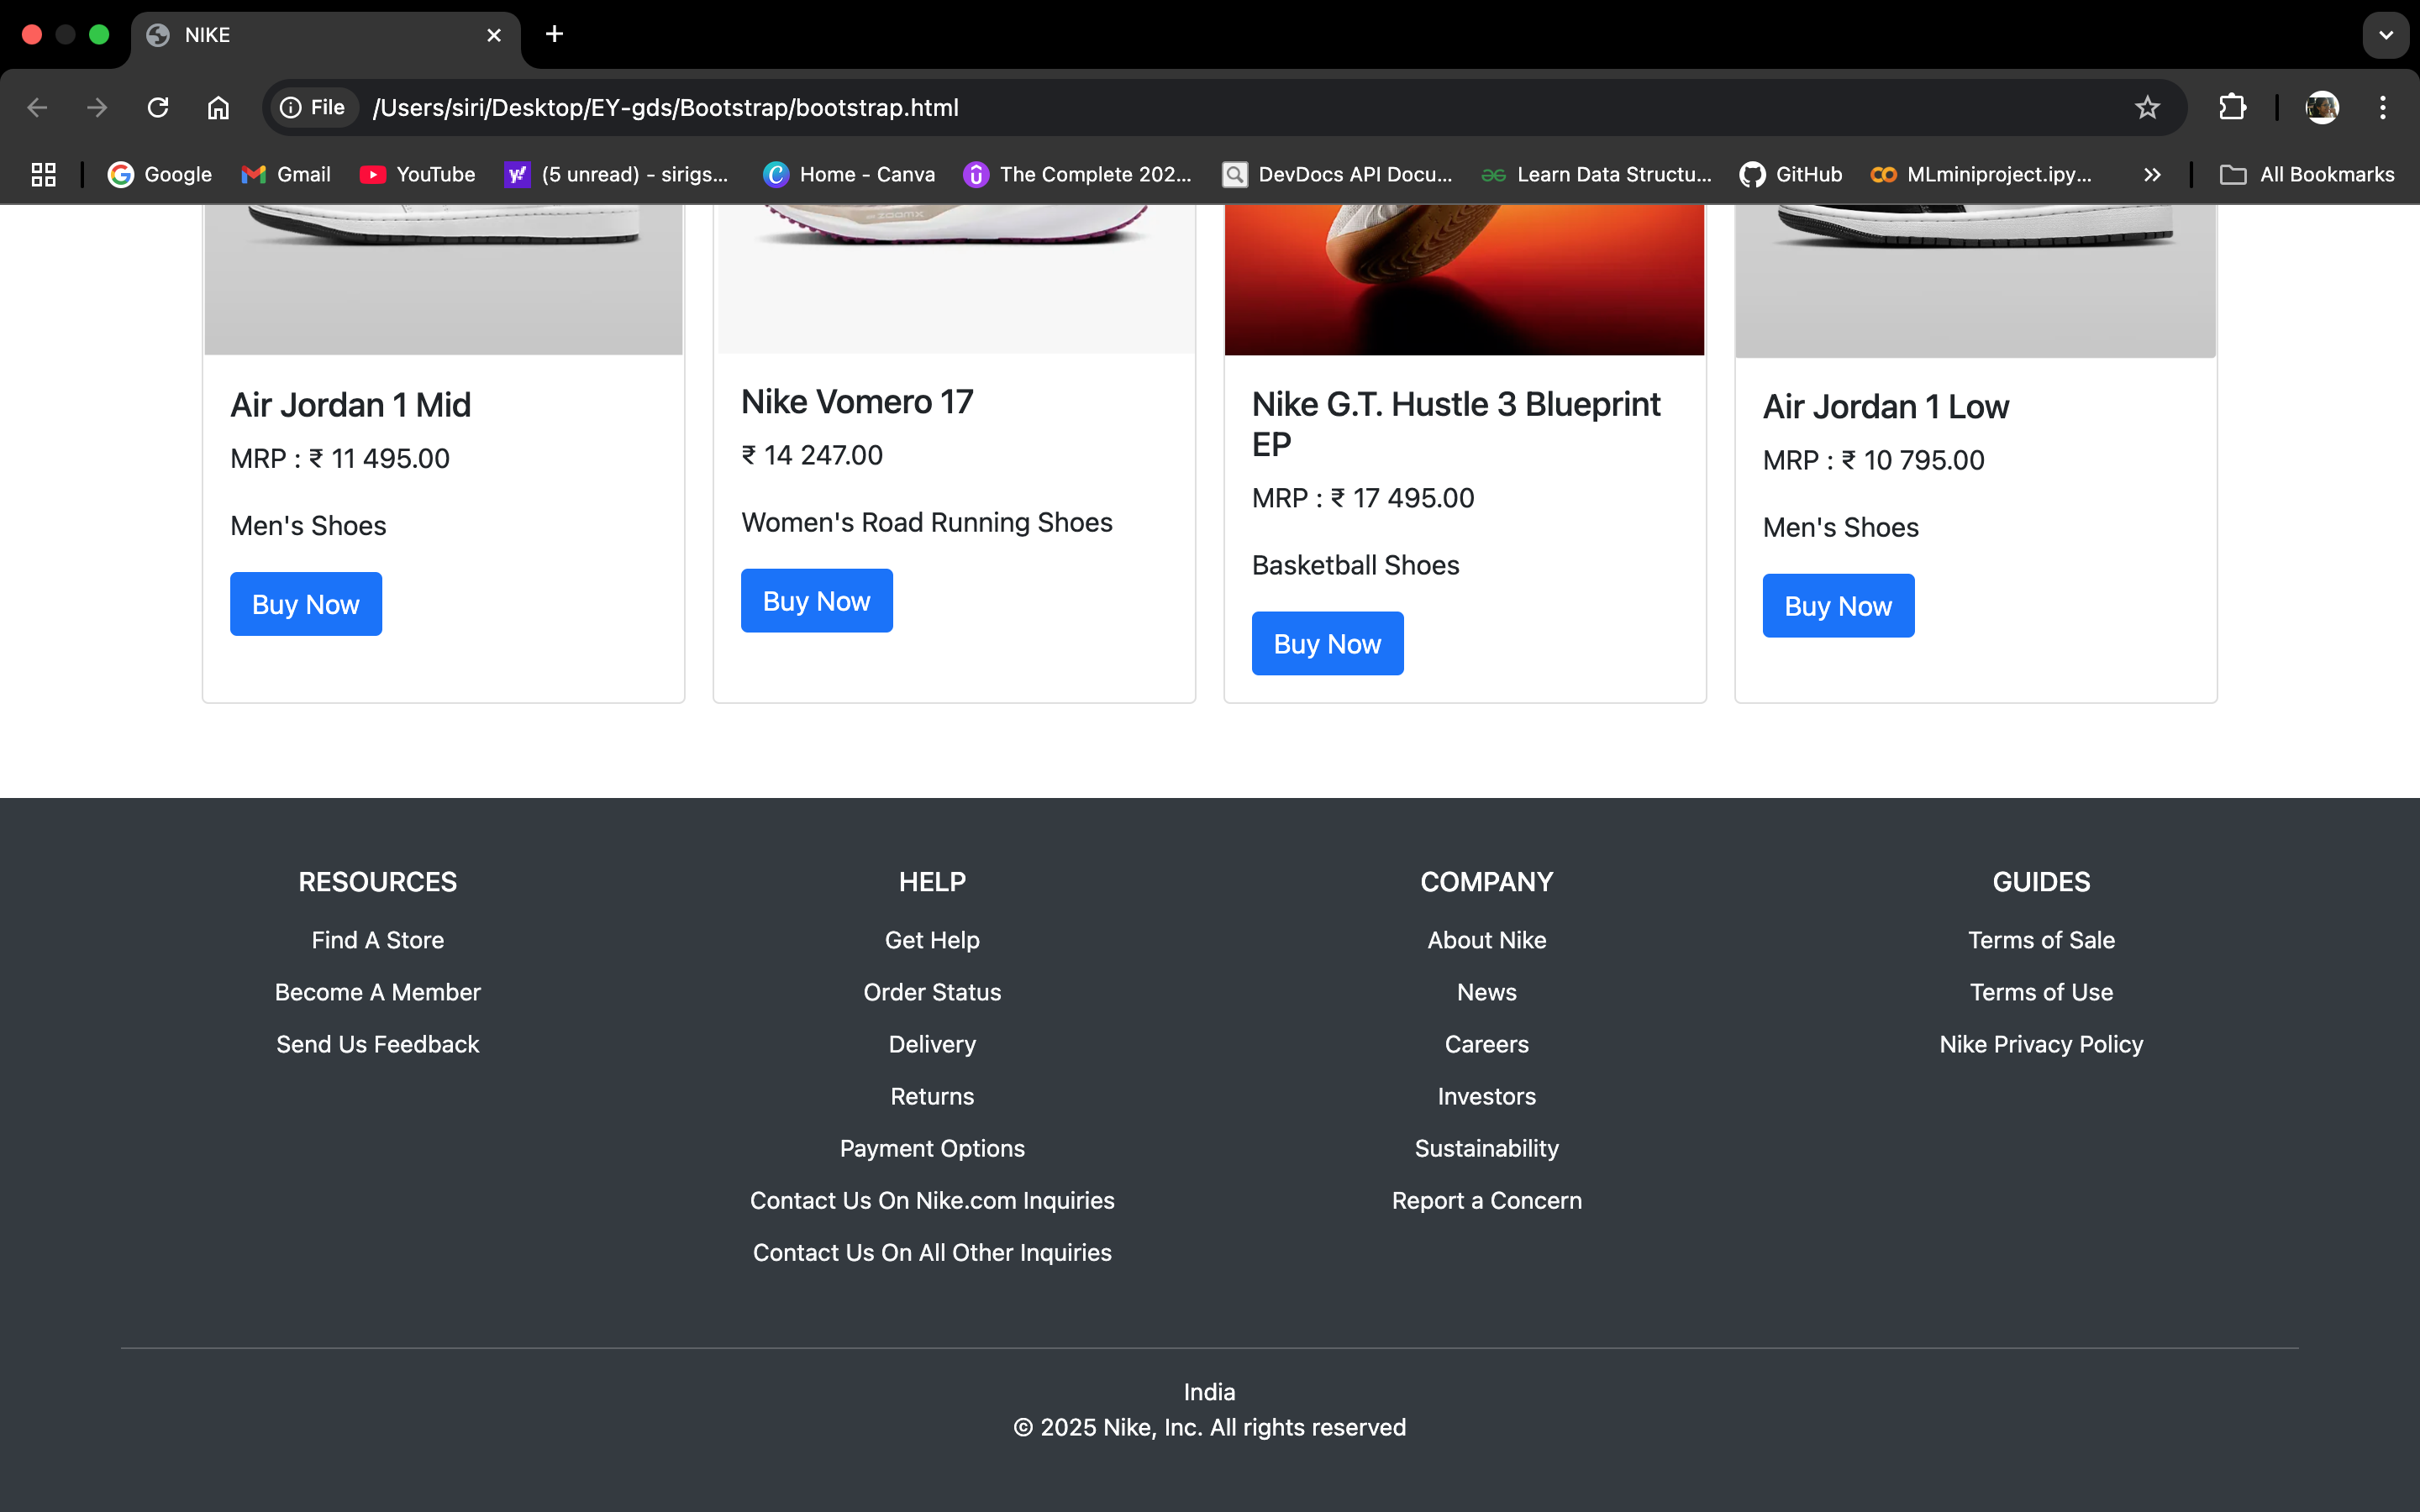 NIKE
File /Users/siri/Desktop/EY-gds/Bootstrap/bootstrap.html
Google Gmail YouTube (5 unread) - sirigs... Home - Canva The Complete 202... DevDocs API Docu... Learn Data Structu... GitHub MLminiproject.ipy... All Bookmarks
ZOOMX
Air Jordan 1 Mid
MRP : ₹ 11 495.00
Men's Shoes
Buy Now
Nike Vomero 17
₹ 14 247.00
Women's Road Running Shoes
Buy Now
Nike G.T. Hustle 3 Blueprint
EP
MRP : ₹ 17 495.00
Basketball Shoes
Buy Now
Air Jordan 1 Low
MRP : ₹ 10 795.00
Men's Shoes
Buy Now
RESOURCES
Find A Store
Become A Member
Send Us Feedback
HELP
Get Help
Order Status
Delivery
Returns
Payment Options
Contact Us On Nike.com Inquiries
Contact Us On All Other Inquiries
COMPANY
About Nike
News
Careers
Investors
Sustainability
Report a Concern
GUIDES
Terms of Sale
Terms of Use
Nike Privacy Policy
India
© 2025 Nike, Inc. All rights reserved